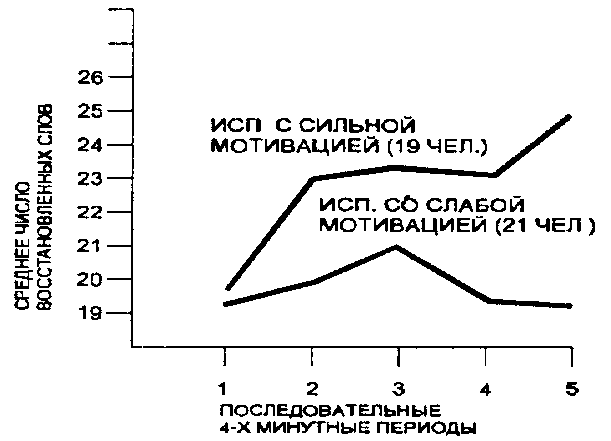 СРЕДНЕЕ ЧИСЛО
ВОССТАНОВЛЕННЫХ СЛОВ
26
25
24
23
22
21
20
19
ИСП С СИЛЬНОЙ
МОТИВАЦИЕЙ (19 ЧЕЛ.)
ИСП. СО СЛАБОЙ
МОТИВАЦИЕЙ (21 ЧЕЛ )
1 2 3 4 5
ПОСЛЕДОВАТЕЛЬНЫЕ
4-Х МИНУТНЫЕ ПЕРИОДЫ